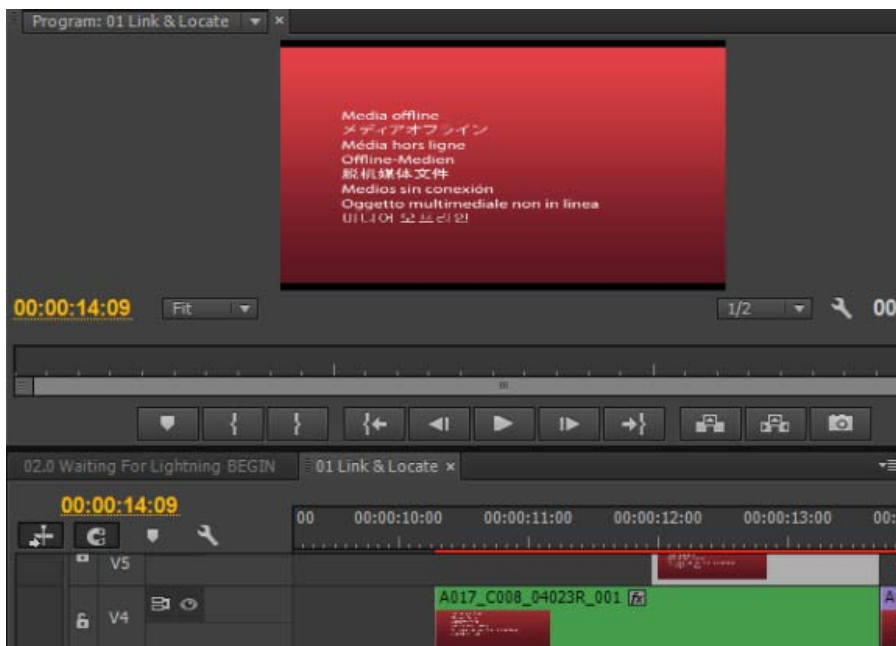 Program: 01 Link & Locate
Media offline
メディアオフライン
Média hors ligne
Offline-Medien
脱机媒体文件
Medios sin conexión
Oggetto multimediale non in linea
미디어 오프라인
00:00:14:09
Fit
1/2
00
02.0 Waiting For Lightning BEGIN
01 Link & Locate
00:00:14:09
00
00:00:10:00
00:00:11:00
00:00:12:00
00:00:13:00
00:
V5
V4
A017_C008_04023R_001 fx
A